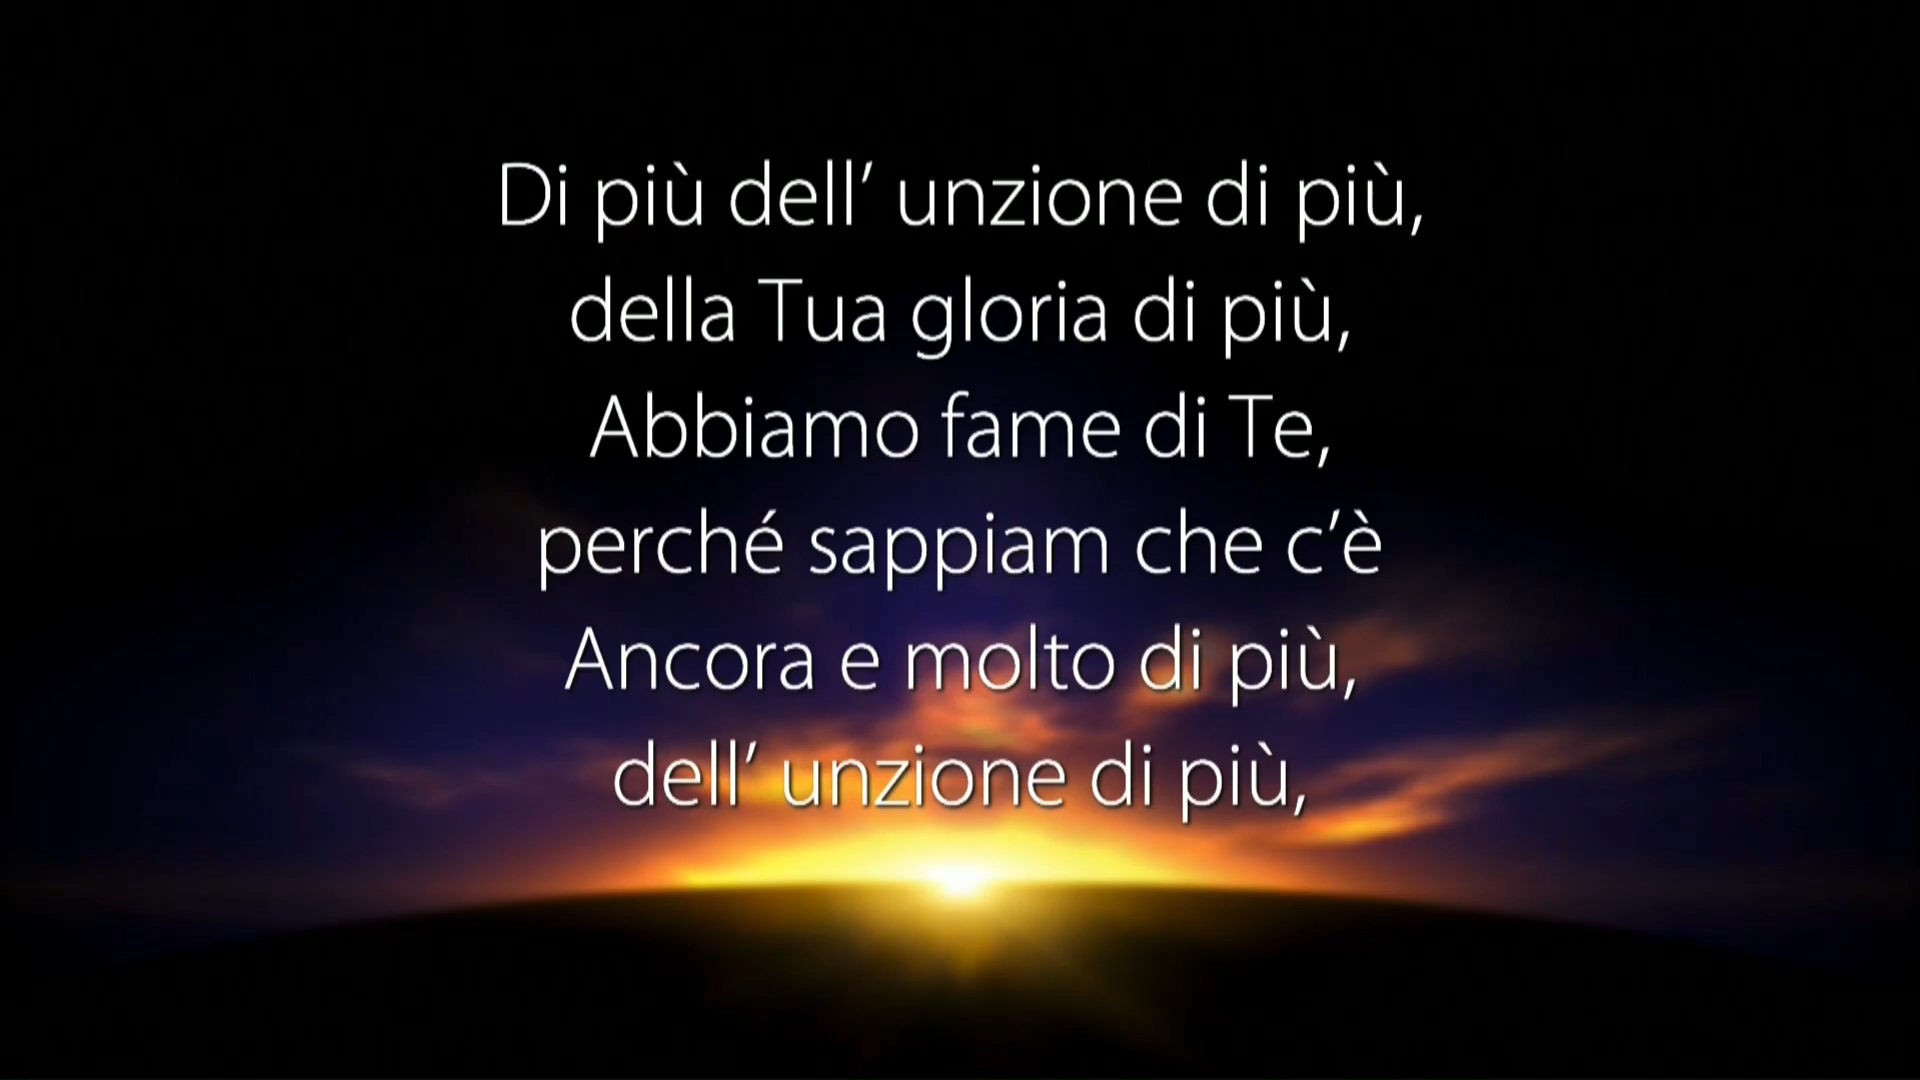 Di più dell’ unzione di più,
della Tua gloria di più,
Abbiamo fame di Te,
perché sappiam che c’è
Ancora e molto di più,
dell’ unzione di più,